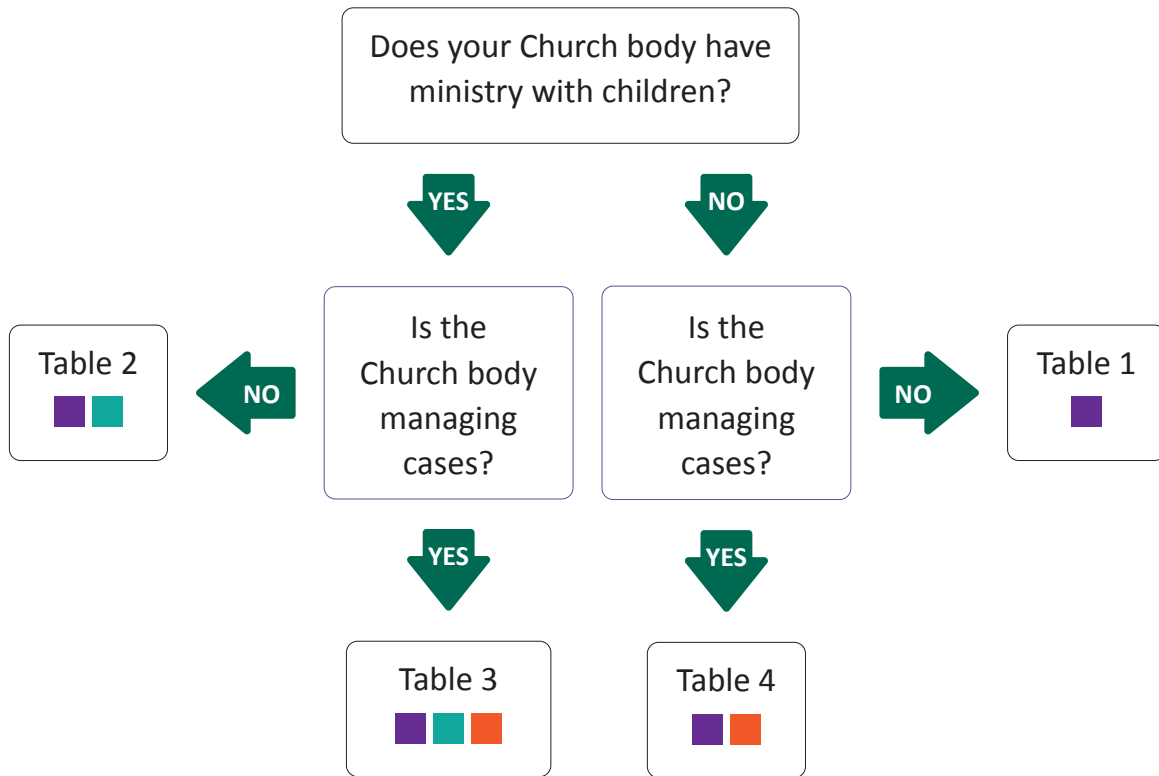 Does your Church body have
ministry with children?
YES
NO
Is the
Church body
managing
cases?
Is the
Church body
managing
cases?
Table 2
NO
NO
Table 1
YES
YES
Table 3
Table 4